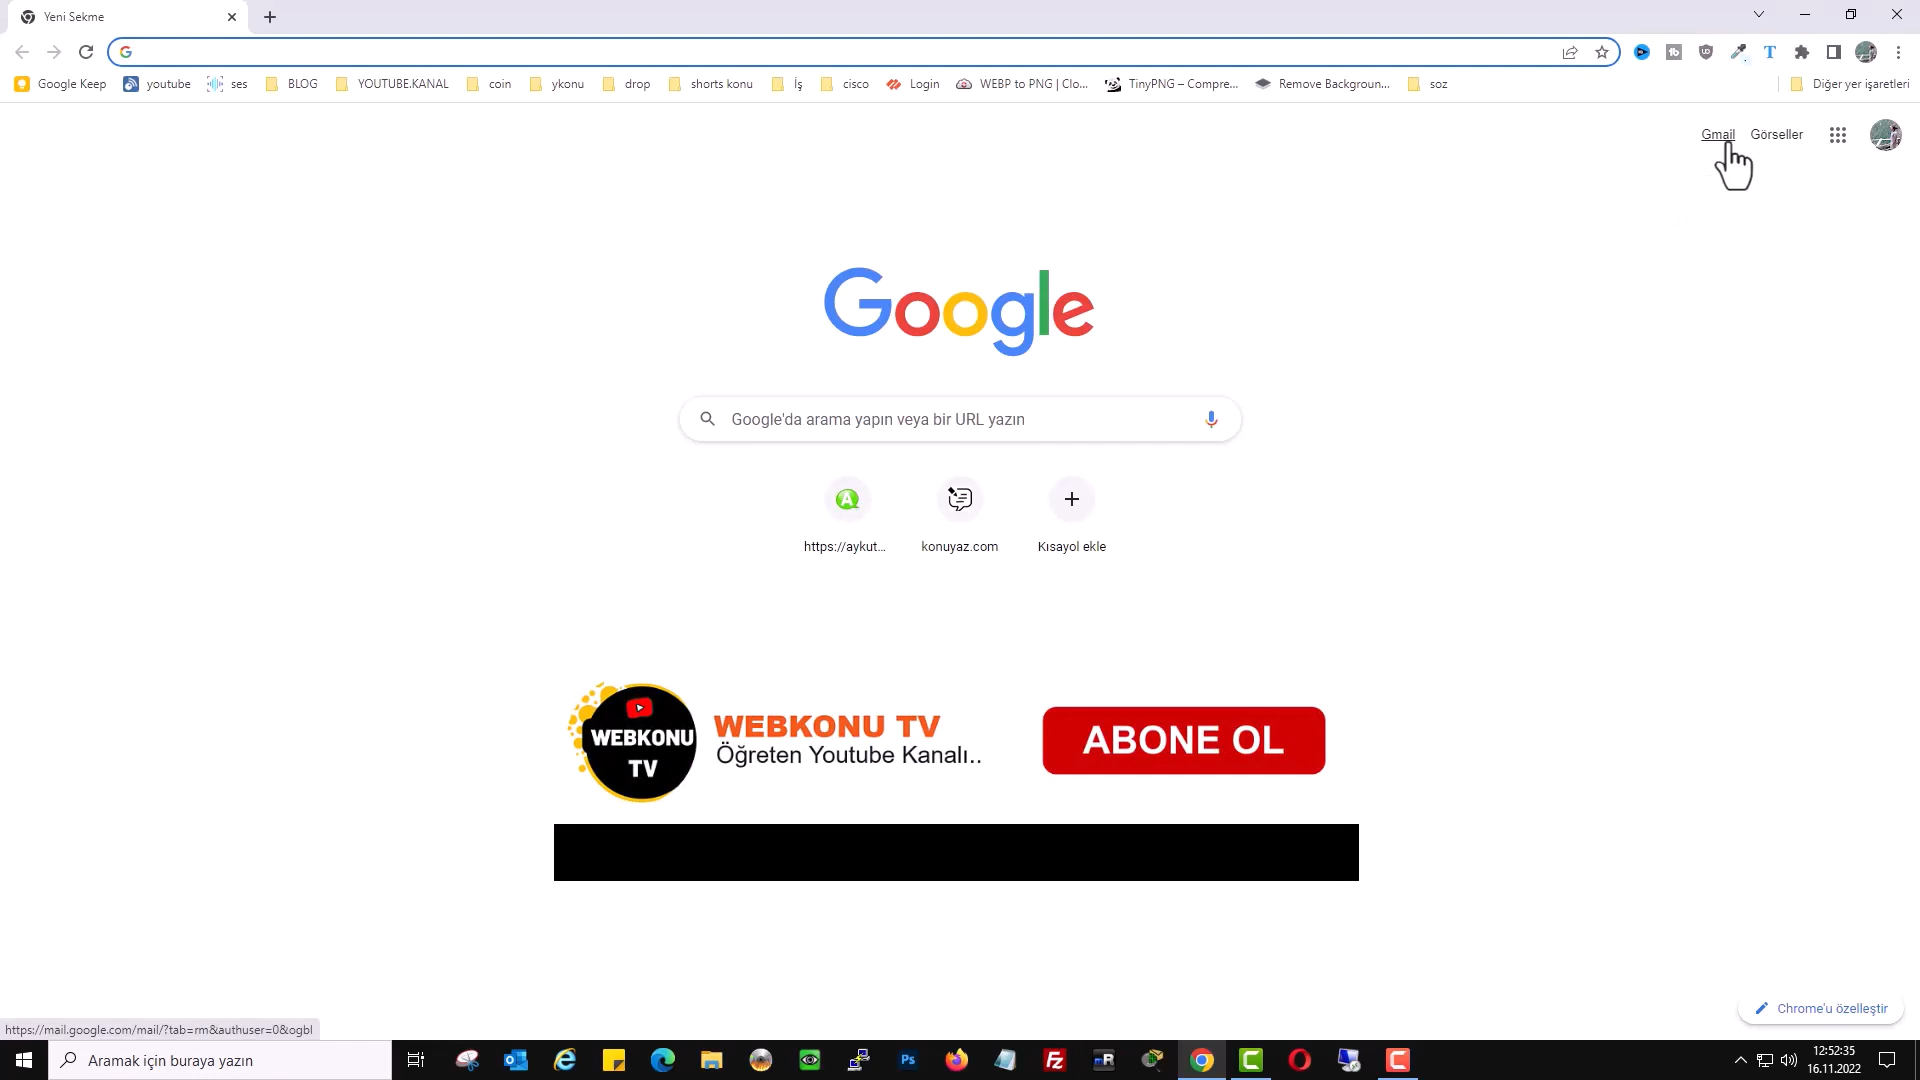 Yeni Sekme
Google Keep youtube ses BLOG YOUTUBE.KANAL coin ykonu drop shorts konu İş cisco Login WEBP to PNG | Clo... TinyPNG – Compre... Remove Backgroun... soz Diğer yer işaretleri
Gmail Görseller
Google
Google'da arama yapın veya bir URL yazın
https://aykut... konuyaz.com Kısayol ekle
WEBKONU TV
WEBKONU TV
Öğreten Youtube Kanalı..
ABONE OL
Chrome'u özelleştir
https://mail.google.com/mail/?tab=rm&authuser=0&ogbl
Aramak için buraya yazın
12:52:35
16.11.2022